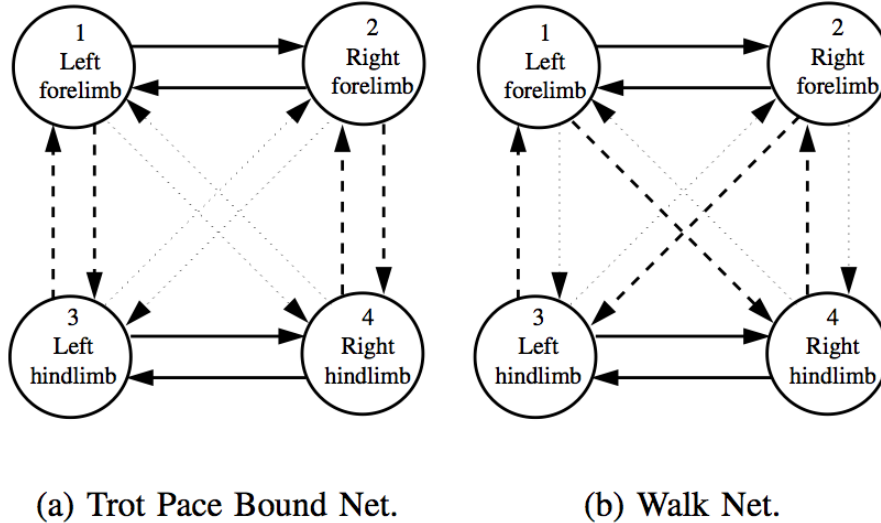 1
Left
forelimb
2
Right
forelimb
3
Left
hindlimb
4
Right
hindlimb
(a) Trot Pace Bound Net.
1
Left
forelimb
2
Right
forelimb
3
Left
hindlimb
4
Right
hindlimb
(b) Walk Net.